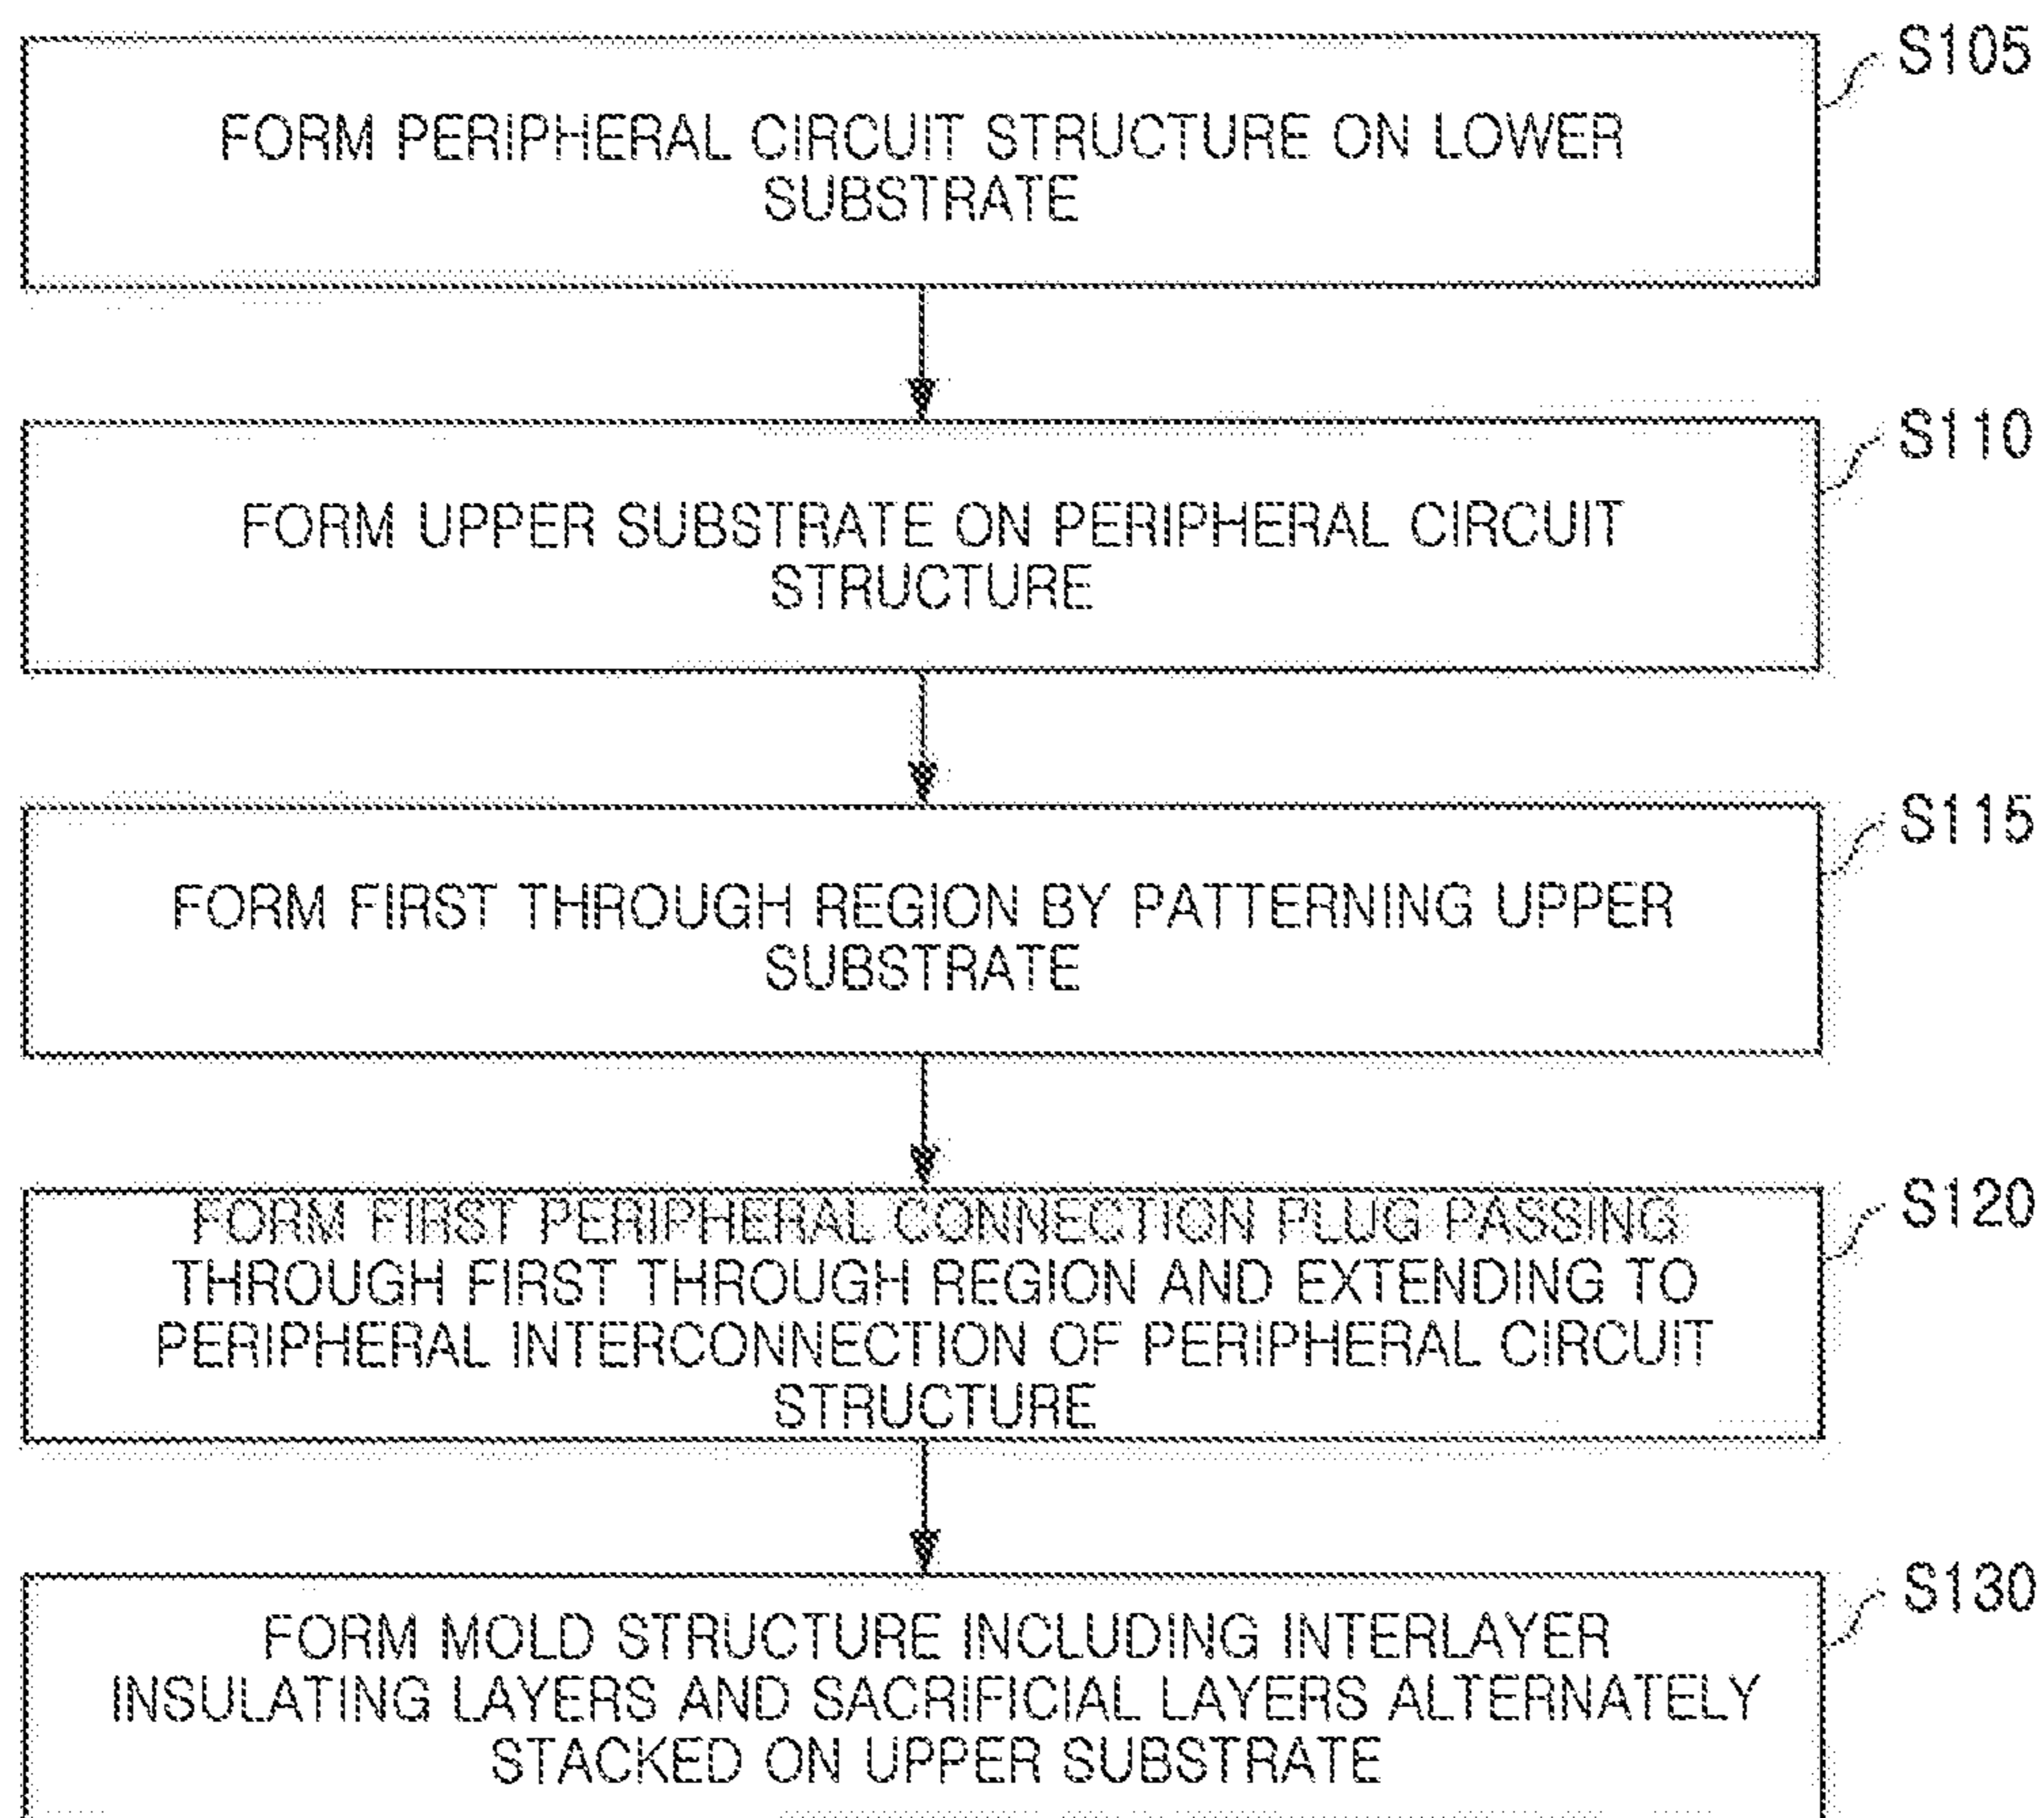 S105
FORM PERIPHERAL CIRCUIT STRUCTURE ON LOWER
SUBSTRATE
S110
FORM UPPER SUBSTRATE ON PERIPHERAL CIRCUIT
STRUCTURE
S115
FORM FIRST THROUGH REGION BY PATTERNING UPPER
SUBSTRATE
S120
FORM FIRST PERIPHERAL CONNECTION PLUG PASSING
THROUGH FIRST THROUGH REGION AND EXTENDING TO
PERIPHERAL INTERCONNECTION OF PERIPHERAL CIRCUIT
STRUCTURE
S130
FORM MOLD STRUCTURE INCLUDING INTERLAYER
INSULATING LAYERS AND SACRIFICIAL LAYERS ALTERNATELY
STACKED ON UPPER SUBSTRATE